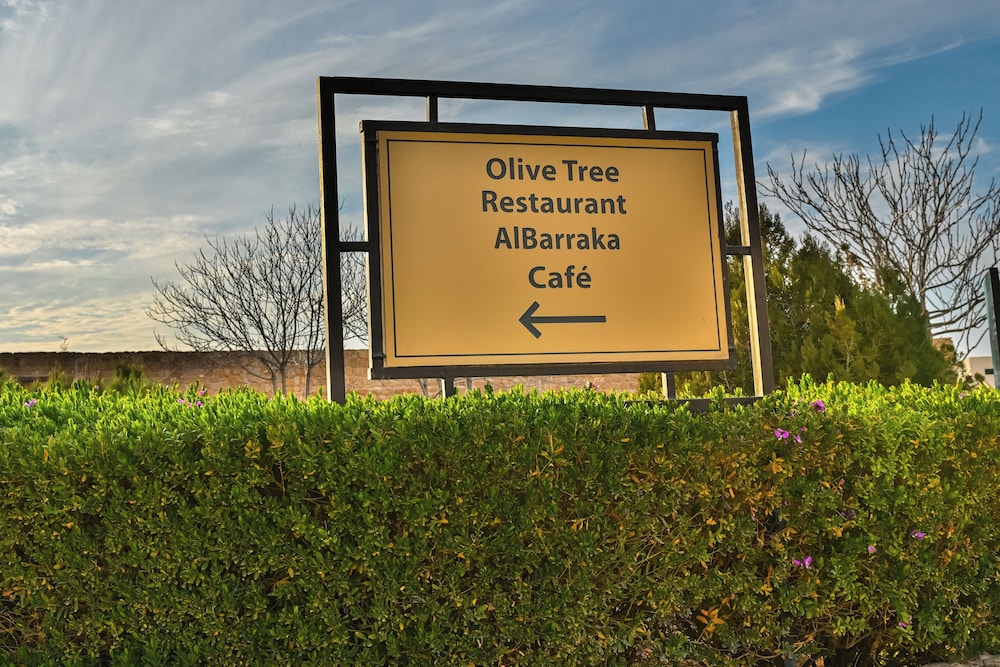 Olive Tree
Restaurant
AlBarraka
Café